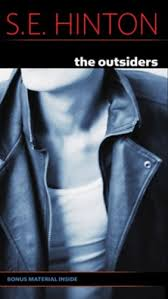 S.E. HINTON
the outsiders
BONUS MATERIAL INSIDE